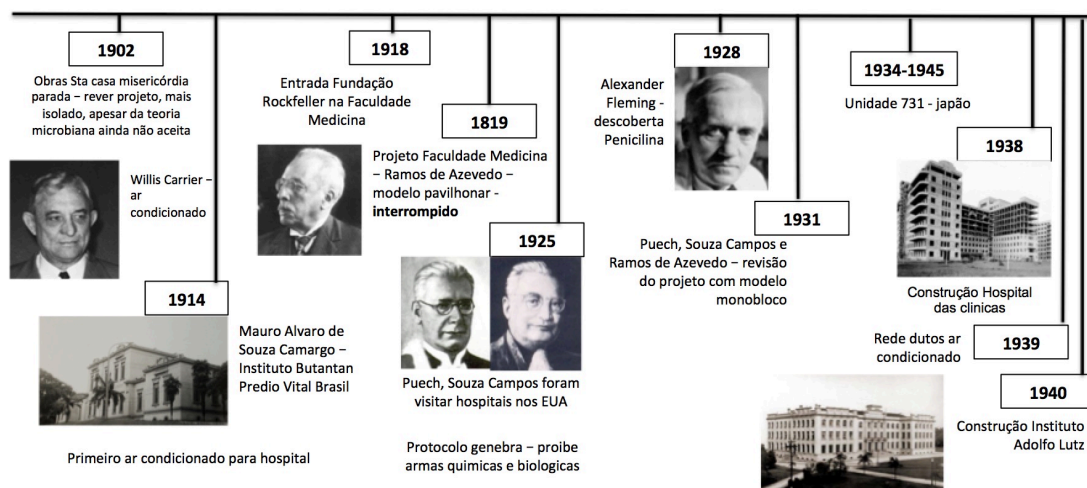 1902
Obras Sta casa misericórdia
parada – rever projeto, mais
isolado, apesar da teoria
microbiana ainda não aceita
Willis Carrier –
ar
condicionado
1914
Mauro Alvaro de
Souza Camargo –
Instituto Butantan
Predio Vital Brasil
Primeiro ar condicionado para hospital
1918
Entrada Fundação
Rockfeller na Faculdade
Medicina
1819
Projeto Faculdade Medicina
– Ramos de Azevedo –
modelo pavilhonar -
interrompido
1925
Puech, Souza Campos foram
visitar hospitais nos EUA
Protocolo genebra – proibe
armas quimicas e biologicas
1928
Alexander
Fleming -
descoberta
Penicilina
1931
Puech, Souza Campos e
Ramos de Azevedo – revisão
do projeto com modelo
monobloco
1934-1945
Unidade 731 - japão
1938
Construção Hospital
das clinicas
Rede dutos ar
condicionado
1939
1940
Construção Instituto
Adolfo Lutz